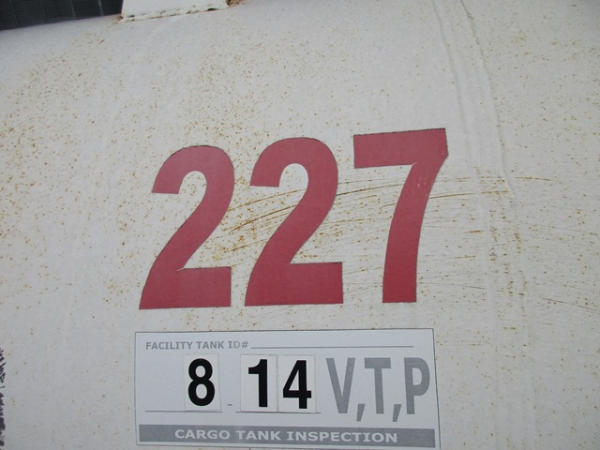 227
FACILITY TANK ID#
8 - 14 V,T,P
CARGO TANK INSPECTION